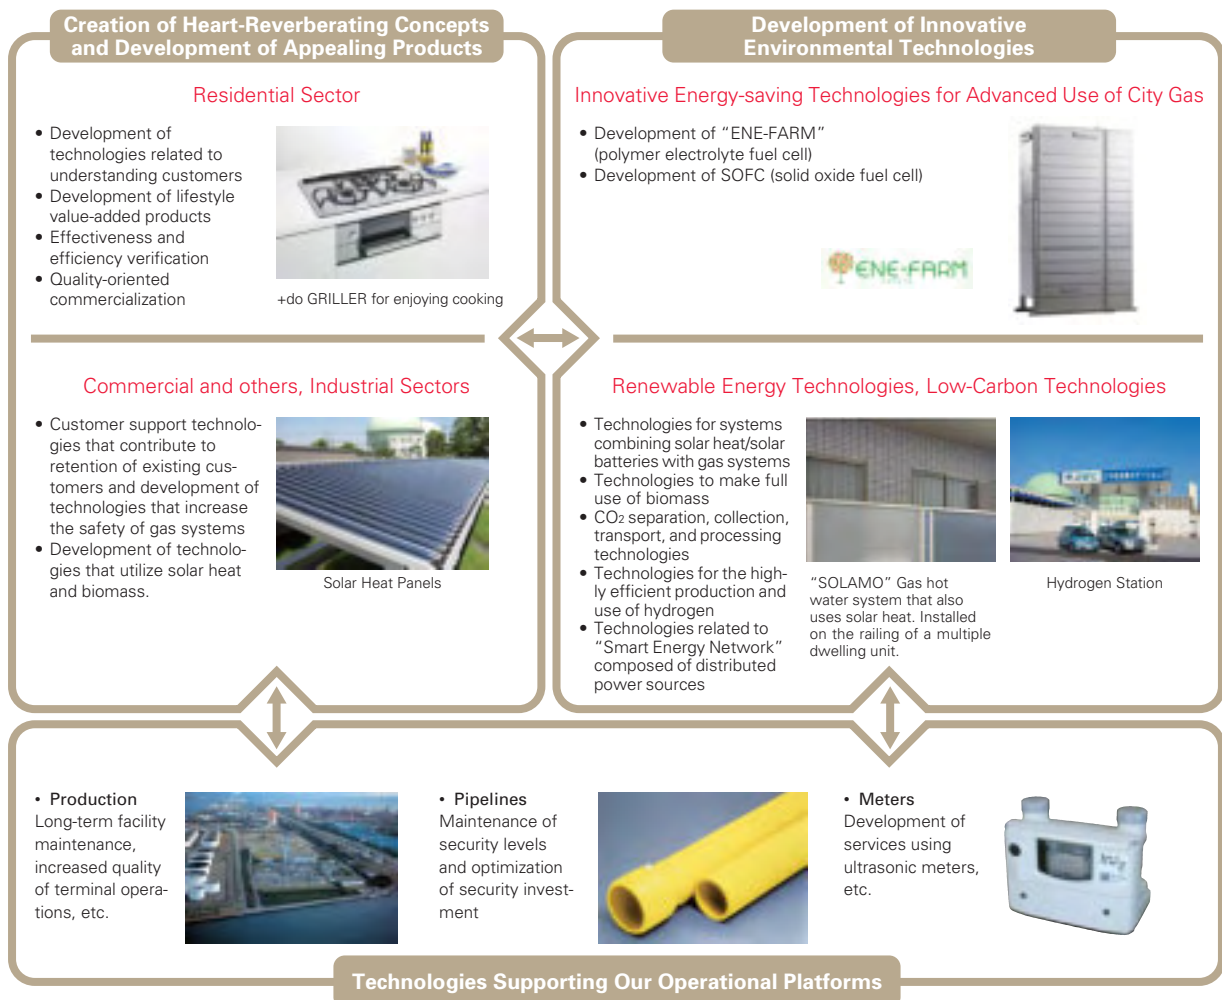 Creation of Heart-Reverberating Concepts
and Development of Appealing Products
Residential Sector
• Development of
technologies related to
understanding customers
• Development of lifestyle
value-added products
• Effectiveness and
efficiency verification
• Quality-oriented
commercialization
+do GRILLER for enjoying cooking
Commercial and others, Industrial Sectors
• Customer support technolo-
gies that contribute to
retention of existing cus-
tomers and development of
technologies that increase
the safety of gas systems
• Development of technolo-
gies that utilize solar heat
and biomass.
Solar Heat Panels
Development of Innovative
Environmental Technologies
Innovative Energy-saving Technologies for Advanced Use of City Gas
• Development of “ENE-FARM”
(polymer electrolyte fuel cell)
• Development of SOFC (solid oxide fuel cell)
ENE-FARM
Renewable Energy Technologies, Low-Carbon Technologies
• Technologies for systems
combining solar heat/solar
batteries with gas systems
• Technologies to make full
use of biomass
• CO2 separation, collection,
transport, and processing
technologies
• Technologies for the high-
ly efficient production and
use of hydrogen
• Technologies related to
“Smart Energy Network”
composed of distributed
power sources
“SOLAMO” Gas hot
water system that also
uses solar heat. Installed
on the railing of a multiple
dwelling unit.
Hydrogen Station
• Production
Long-term facility
maintenance,
increased quality
of terminal opera-
tions, etc.
• Pipelines
Maintenance of
security levels
and optimization
of security invest-
ment
• Meters
Development of
services using
ultrasonic meters,
etc.
Technologies Supporting Our Operational Platforms